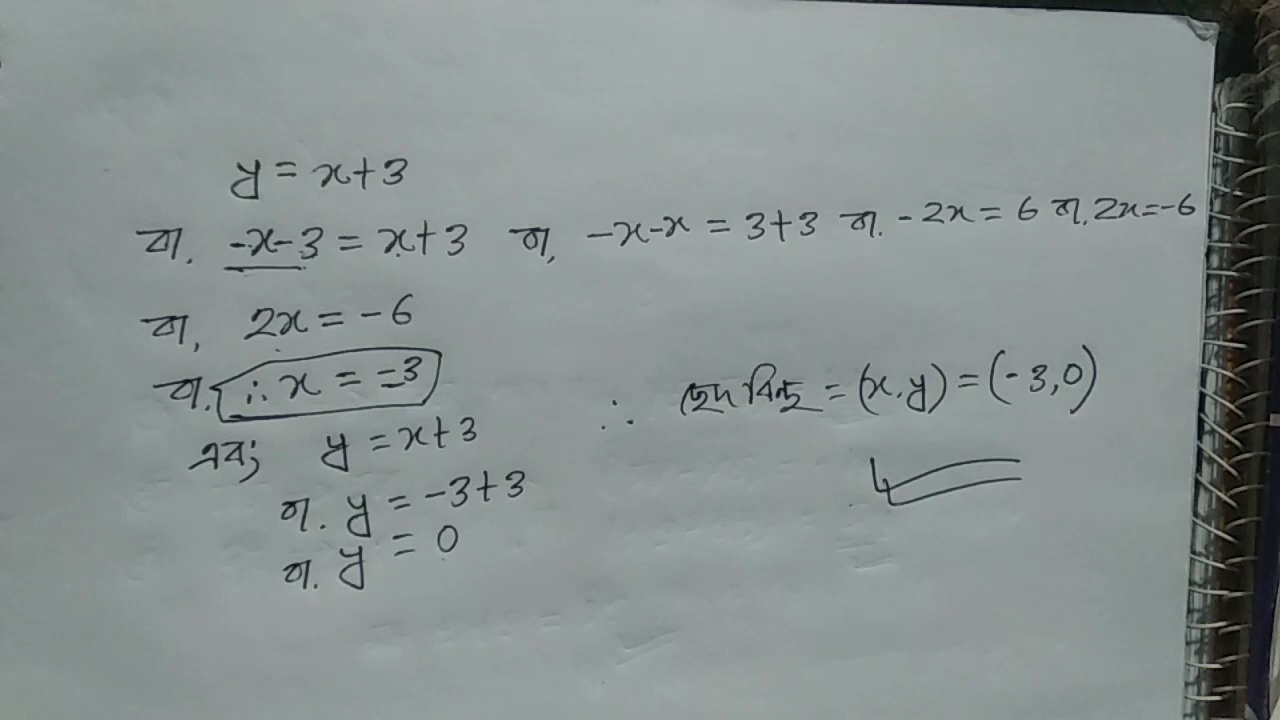 y = x+3
বা, -x-3 = x+3 বা, -x-x = 3+3 বা, -2x = 6 বা, 2x=-6
বা, 2x = -6
বা, ∴ x = -3
এবং y = x+3
∴ ছেদ বিন্দু = (x,y) = (-3,0)
বা. y = -3+3
বা. y = 0